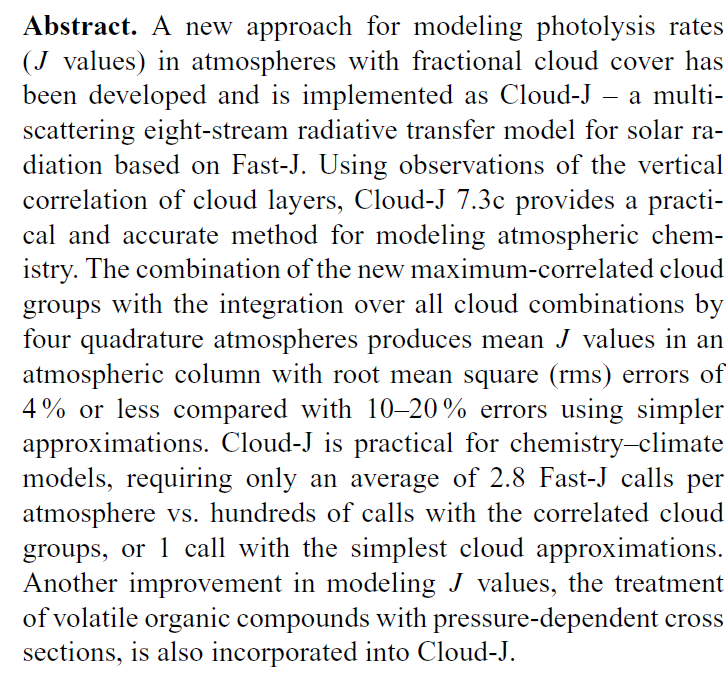 Abstract. A new approach for modeling photolysis rates
(J values) in atmospheres with fractional cloud cover has
been developed and is implemented as Cloud-J – a multi-
scattering eight-stream radiative transfer model for solar ra-
diation based on Fast-J. Using observations of the vertical
correlation of cloud layers, Cloud-J 7.3c provides a practi-
cal and accurate method for modeling atmospheric chem-
istry. The combination of the new maximum-correlated cloud
groups with the integration over all cloud combinations by
four quadrature atmospheres produces mean J values in an
atmospheric column with root mean square (rms) errors of
4 % or less compared with 10–20 % errors using simpler
approximations. Cloud-J is practical for chemistry–climate
models, requiring only an average of 2.8 Fast-J calls per
atmosphere vs. hundreds of calls with the correlated cloud
groups, or 1 call with the simplest cloud approximations.
Another improvement in modeling J values, the treatment
of volatile organic compounds with pressure-dependent cross
sections, is also incorporated into Cloud-J.